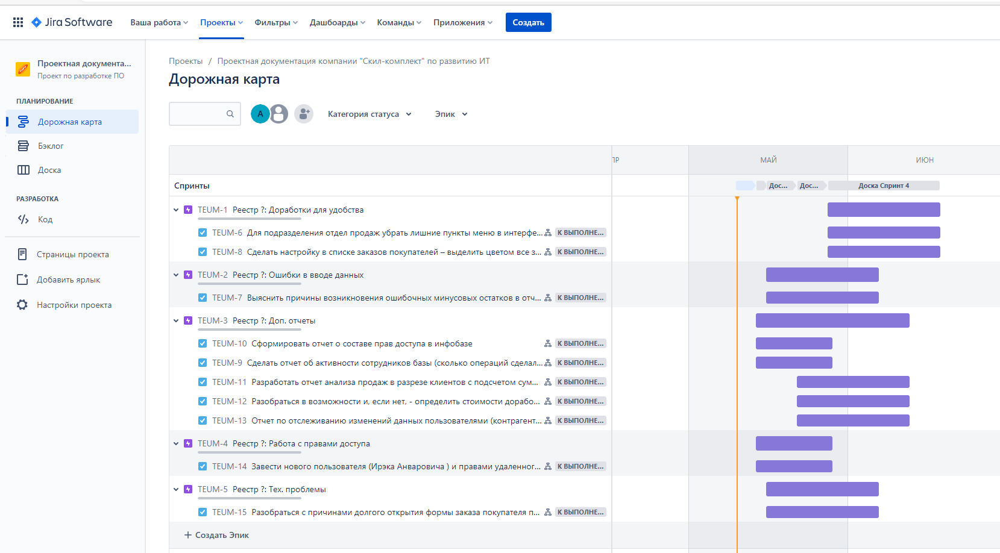 Jira Software Ваша работа Проекты Фильтры Дашбоарды Команды Приложения Создать
Проектная документа...
Проект по разработке ПО
ПЛАНИРОВАНИЕ
Дорожная карта
Бэклог
Доска
РАЗРАБОТКА
Код
Страницы проекта
Добавить ярлык
Настройки проекта
Проекты / Проектная документация компании "Скил-комплект" по развитию ИТ
Дорожная карта
А Категория статуса Эпик
ПР МАЙ ИЮН
Спринты Дос... Дос... Доска Спринт 4
TEUM-1 Реестр ?: Доработки для удобства
TEUM-6 Для подразделения отдел продаж убрать лишние пункты меню в интерфе... К ВЫПОЛНЕ...
TEUM-8 Сделать настройку в списке заказов покупателей – выделить цветом все з... К ВЫПОЛНЕ...
TEUM-2 Реестр ?: Ошибки в вводе данных
TEUM-7 Выяснить причины возникновения ошибочных минусовых остатков в отч... К ВЫПОЛНЕ...
TEUM-3 Реестр ?: Доп. отчеты
TEUM-10 Сформировать отчет о составе прав доступа в инфобазе К ВЫПОЛНЕ...
TEUM-9 Сделать отчет об активности сотрудников базы (сколько операций сделал... К ВЫПОЛНЕ...
TEUM-11 Разработать отчет анализа продаж в разрезе клиентов с подсчетом сум... К ВЫПОЛНЕ...
TEUM-12 Разобраться в возможности и, если нет, - определить стоимости дорабо... К ВЫПОЛНЕ...
TEUM-13 Отчет по отслеживанию изменений данных пользователями (контрагент... К ВЫПОЛНЕ...
TEUM-4 Реестр ?: Работа с правами доступа
TEUM-14 Завести нового пользователя (Ирэка Анваровича ) и правами удаленног... К ВЫПОЛНЕ...
TEUM-5 Реестр ?: Тех. проблемы
TEUM-15 Разобраться с причинами долгого открытия формы заказа покупателя п... К ВЫПОЛНЕ...
+ Создать Эпик